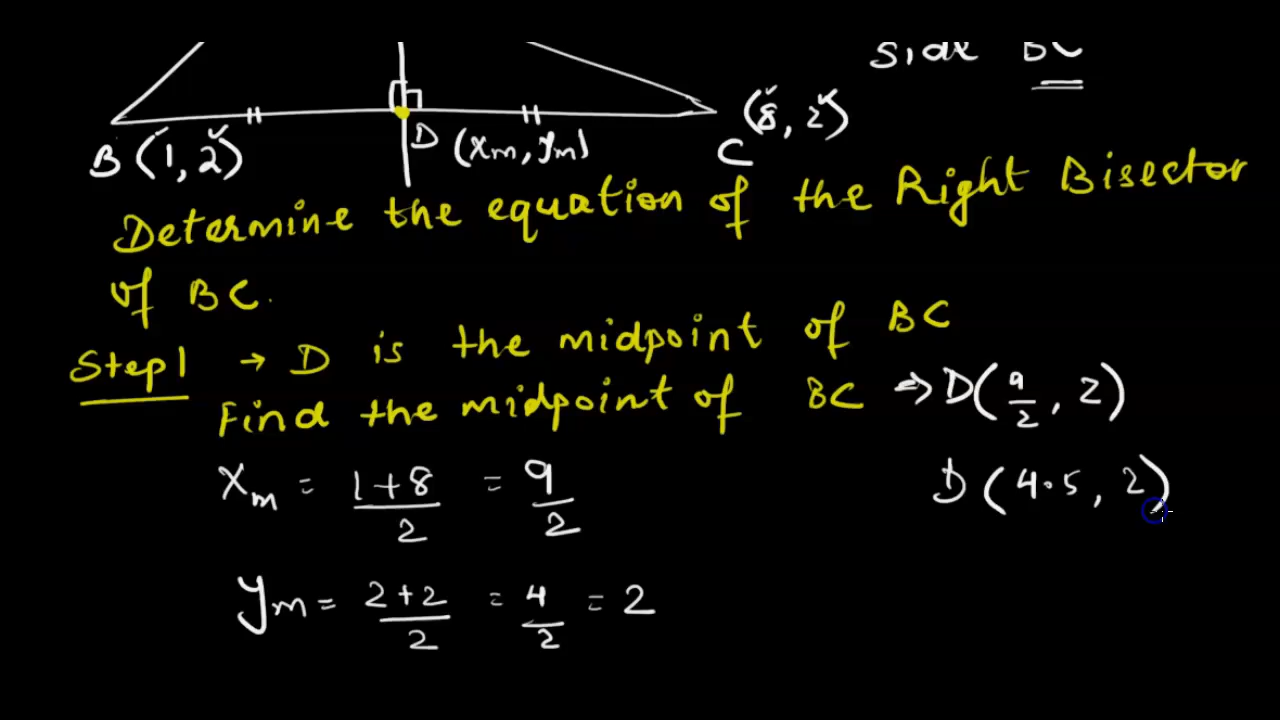 Side BC
(8, 2)
B (1, 2)
D (xm, ym)
C
Determine the equation of the Right Bisector
of BC.
Step1 → D is the midpoint of BC
Find the midpoint of BC → D(9/2, 2)
xm = 1+8/2 = 9/2
D (4.5, 2)
ym = 2+2/2 = 4/2 = 2